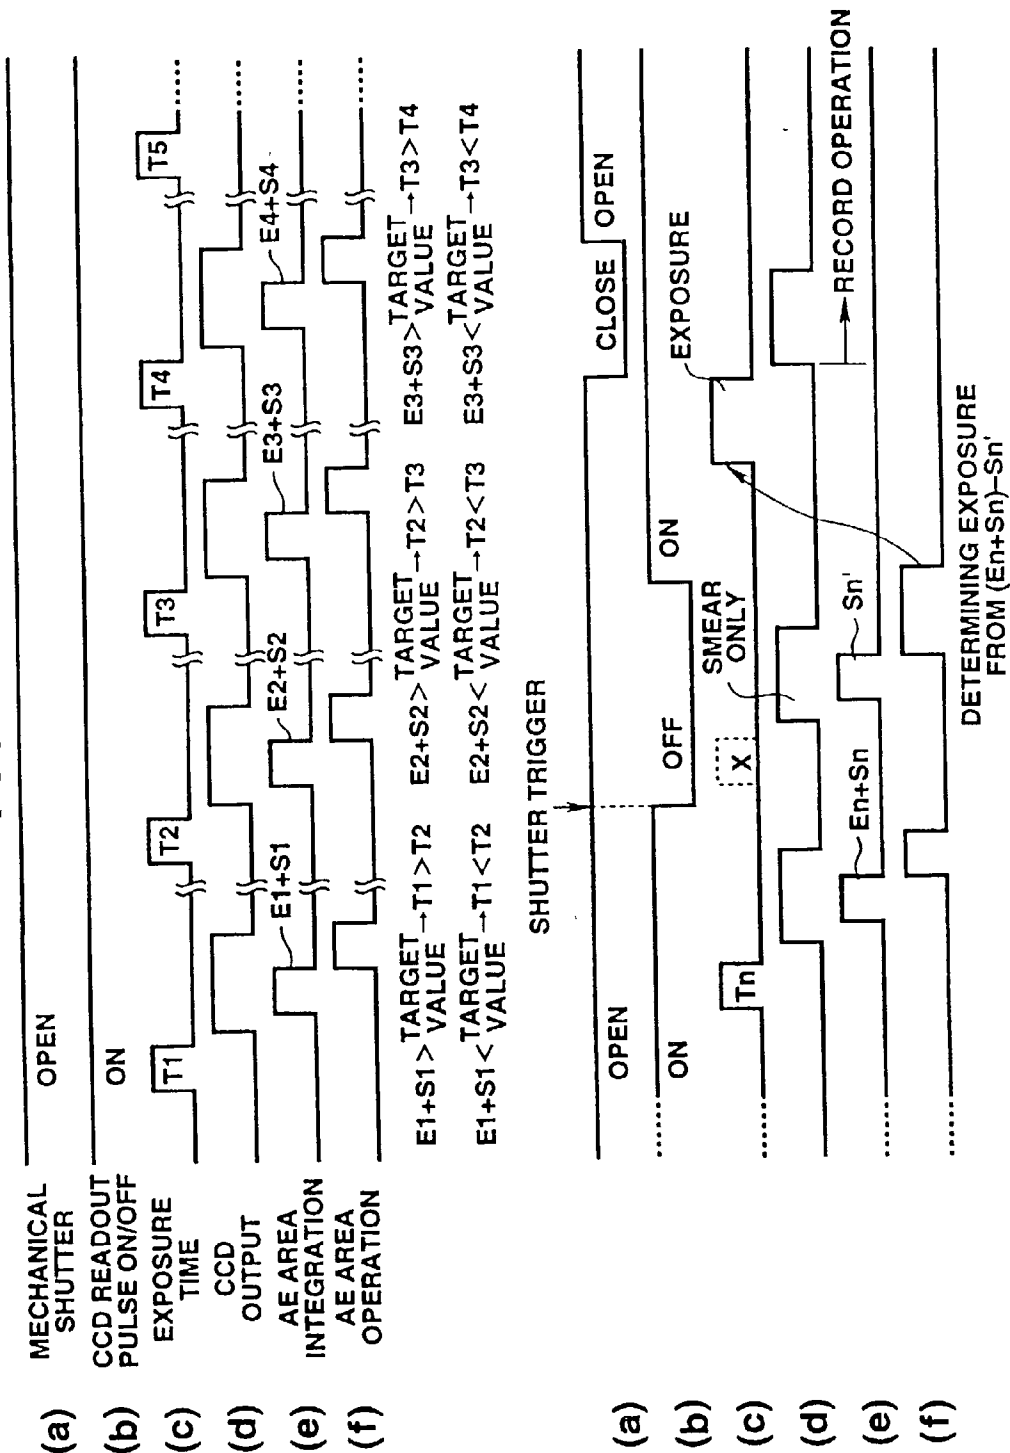 (a) MECHANICAL
SHUTTER
OPEN
(b) CCD READOUT
PULSE ON/OFF
ON
(c) EXPOSURE
TIME
T1 T2 T3 T4 T5
(d) CCD
OUTPUT
(e) AE AREA
INTEGRATION
E1+S1 E2+S2 E3+S3 E4+S4
(f) AE AREA
OPERATION
E1+S1>TARGET VALUE→T1>T2 E2+S2>TARGET VALUE→T2>T3 E3+S3>TARGET VALUE→T3>T4
E1+S1<TARGET VALUE→T1<T2 E2+S2<TARGET VALUE→T2<T3 E3+S3<TARGET VALUE→T3<T4
SHUTTER TRIGGER
(a) OPEN CLOSE OPEN
(b) ON OFF ON
(c) Tn X EXPOSURE
(d) SMEAR
ONLY
RECORD OPERATION
(e) En+Sn Sn'
(f)
DETERMINING EXPOSURE
FROM (En+Sn)–Sn'